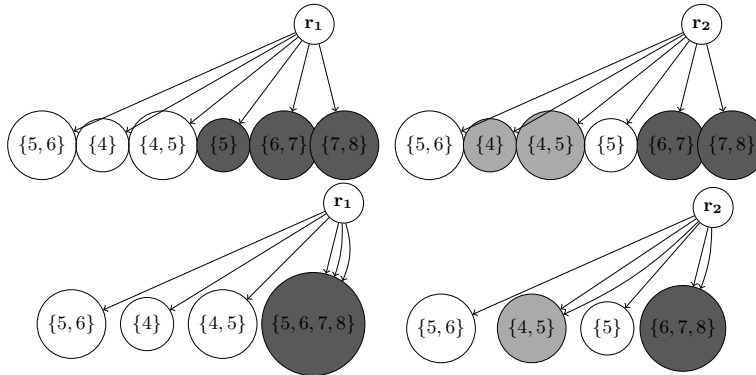 r₁ r₂
{5, 6} {4} {4, 5} {5} {6, 7} {7, 8} {5, 6} {4} {4, 5} {5} {6, 7} {7, 8}
r₁ r₂
{5, 6} {4} {4, 5} {5, 6, 7, 8} {5, 6} {4, 5} {5} {6, 7, 8}